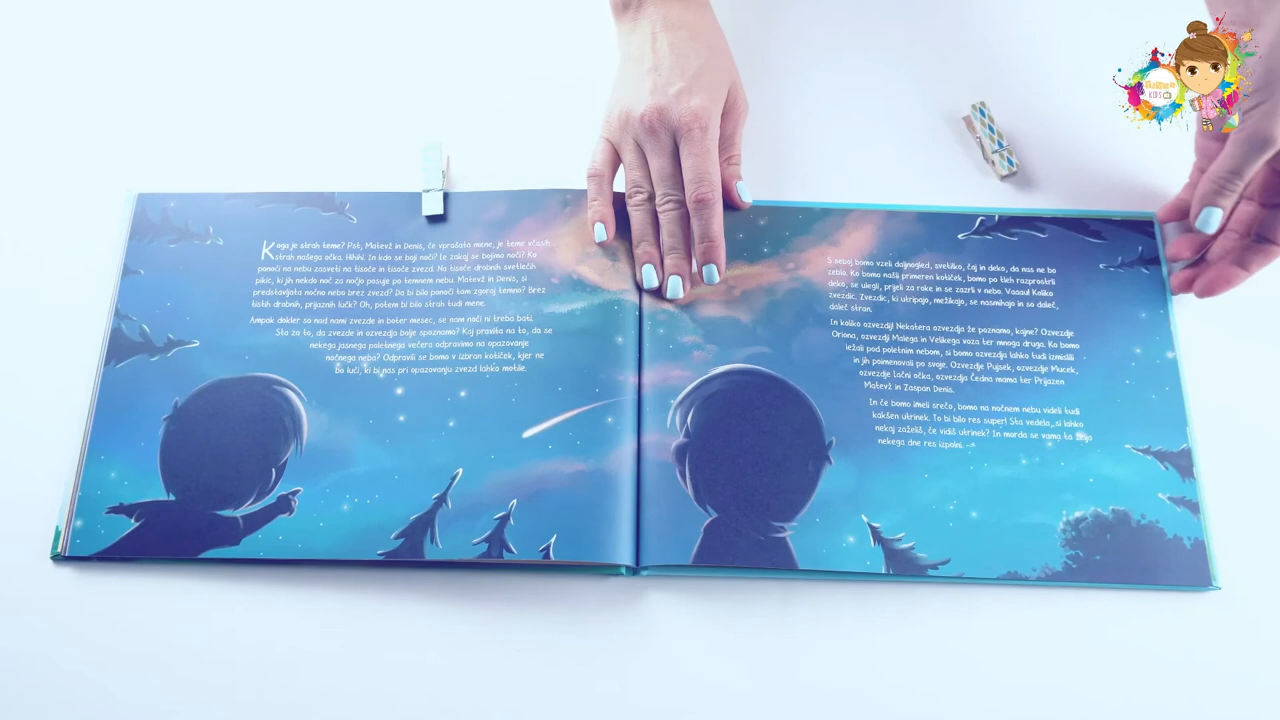 Koga je strah teme? Pst, Matevž in Denis, če vprašata mene, je teme včasih
strah našega očka. Hihihi. In kdo se boji noči? Le zakaj se bojimo noči? Ko
ponoči na nebu zasveti na tisoče in tisoče zvezd. Na tisoče drobnih svetlečih
pikic, ki jih nekdo noč za nočjo posuje po temnem nebu. Matevž in Denis, si
predstavljata nočno nebo brez zvezd? Da bi bilo ponoči tam zgoraj temno? Brez
tistih drobnih, prijaznih lučk? Oh, potem bi bilo strah tudi mene.
Ampak dokler so nad nami zvezde in boter mesec, se nam noči ni treba bati.
Sta za to, da zvezde in ozvezdja bolje spoznamo? Kaj pravita na to, da se
nekega jasnega poletnega večera odpravimo na opazovanje
nočnega neba? Odpravili se bomo v izbran kotiček, kjer ne
bo luči, ki bi nas pri opazovanju zvezd lahko motile.
S seboj bomo vzeli daljnogled, svetilko, čaj in deko, da nas ne bo
zeblo. Ko bomo našli primeren kotiček, bomo po tleh razprostrli
deko, se ulegli, prijeli za roke in se zazrli v nebo. Vaaau! Koliko
zvezdic. Zvezdic, ki utripajo, mežikajo, se nasmihajo in so daleč,
daleč stran.
In koliko ozvezdij! Nekatera ozvezdja že poznamo, kajne? Ozvezdje
Oriona, ozvezdji Malega in Velikega voza ter mnoga druga. Ko bomo
ležali pod poletnim nebom, si bomo ozvezdja lahko tudi izmislili
in jih poimenovali po svoje. Ozvezdje Pujsek, ozvezdje Mucek,
ozvezdje lačni očka, ozvezdja Čedna mama ter Prijazen
Matevž in Zaspan Denis.
In če bomo imeli srečo, bomo na nočnem nebu videli tudi
kakšen utrinek. To bi bilo res super! Sta vedela, si lahko
nekaj zaželiš, če vidiš utrinek? In morda se vama ta želja
nekega dne res izpolni.
KIDS